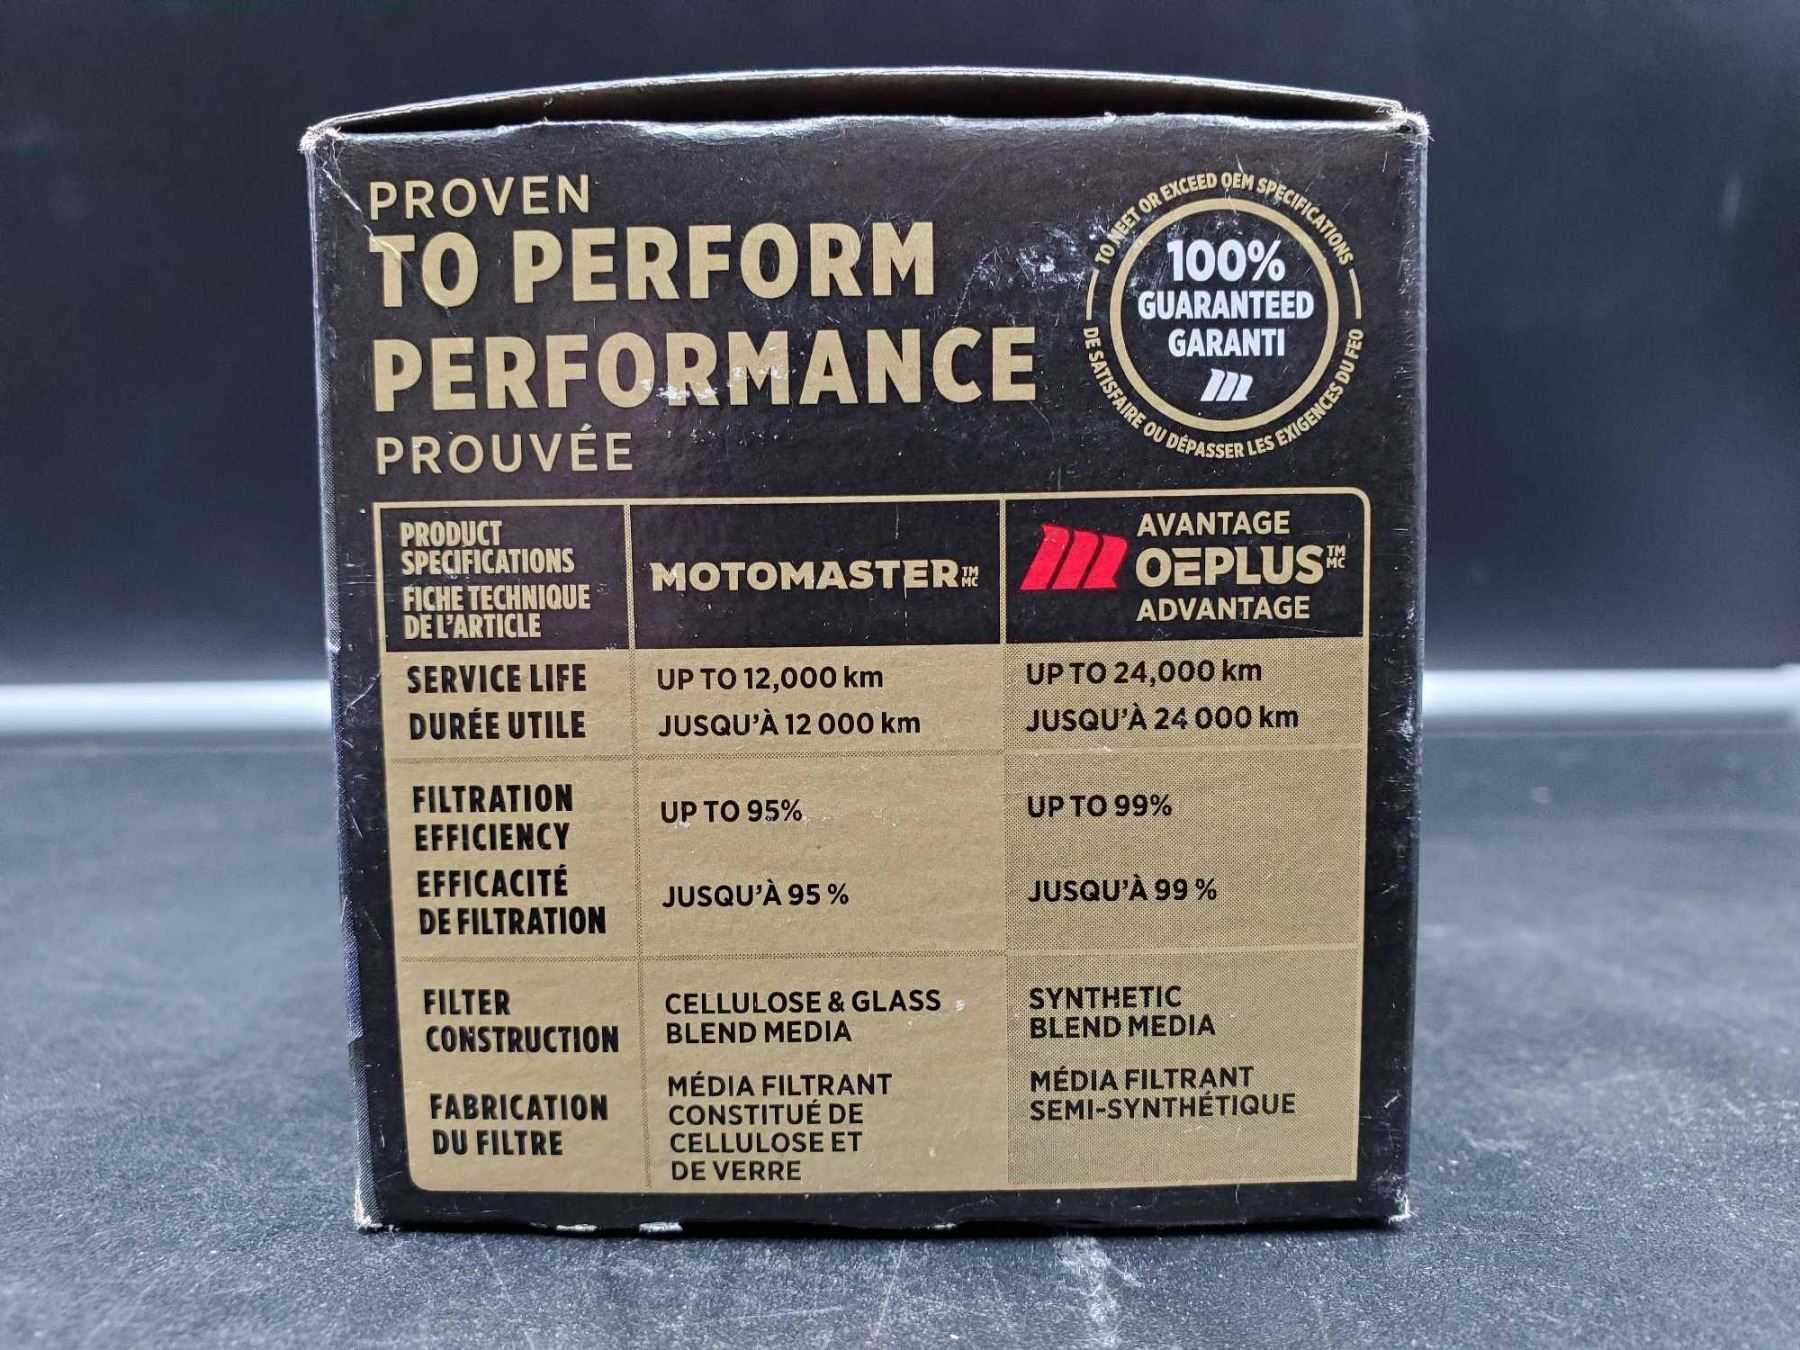 PROVEN
TO PERFORM
PERFORMANCE
PROUVÉE
TO MEET OR EXCEED OEM SPECIFICATIONS
100%
GUARANTEED
GARANTI
DE SATISFAIRE OU DÉPASSER LES EXIGENCES DU FEO
PRODUCT
SPECIFICATIONS
FICHE TECHNIQUE
DE L'ARTICLE
MOTOMASTER TM MC
AVANTAGE
OEPLUS TM MC
ADVANTAGE
SERVICE LIFE
DURÉE UTILE
UP TO 12,000 km
JUSQU'À 12 000 km
UP TO 24,000 km
JUSQU'À 24 000 km
FILTRATION
EFFICIENCY
EFFICACITÉ
DE FILTRATION
UP TO 95%
JUSQU'À 95 %
UP TO 99%
JUSQU'À 99 %
FILTER
CONSTRUCTION
FABRICATION
DU FILTRE
CELLULOSE & GLASS
BLEND MEDIA
MÉDIA FILTRANT
CONSTITUÉ DE
CELLULOSE ET
DE VERRE
SYNTHETIC
BLEND MEDIA
MÉDIA FILTRANT
SEMI-SYNTHÉTIQUE